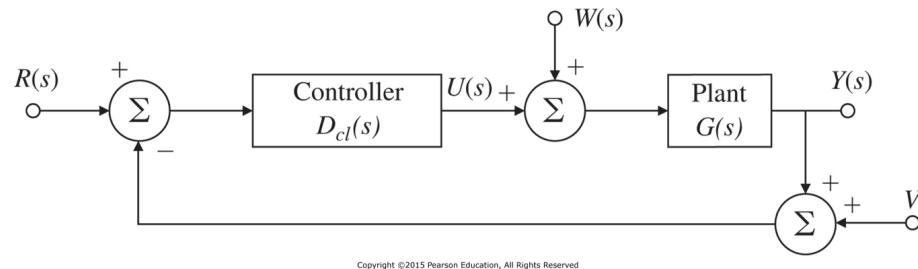 W(s)
R(s)
+
Σ
−
Controller
D_cl(s)
U(s)
+
+
Σ
Plant
G(s)
Y(s)
+
+
Σ
V
Copyright ©2015 Pearson Education, All Rights Reserved